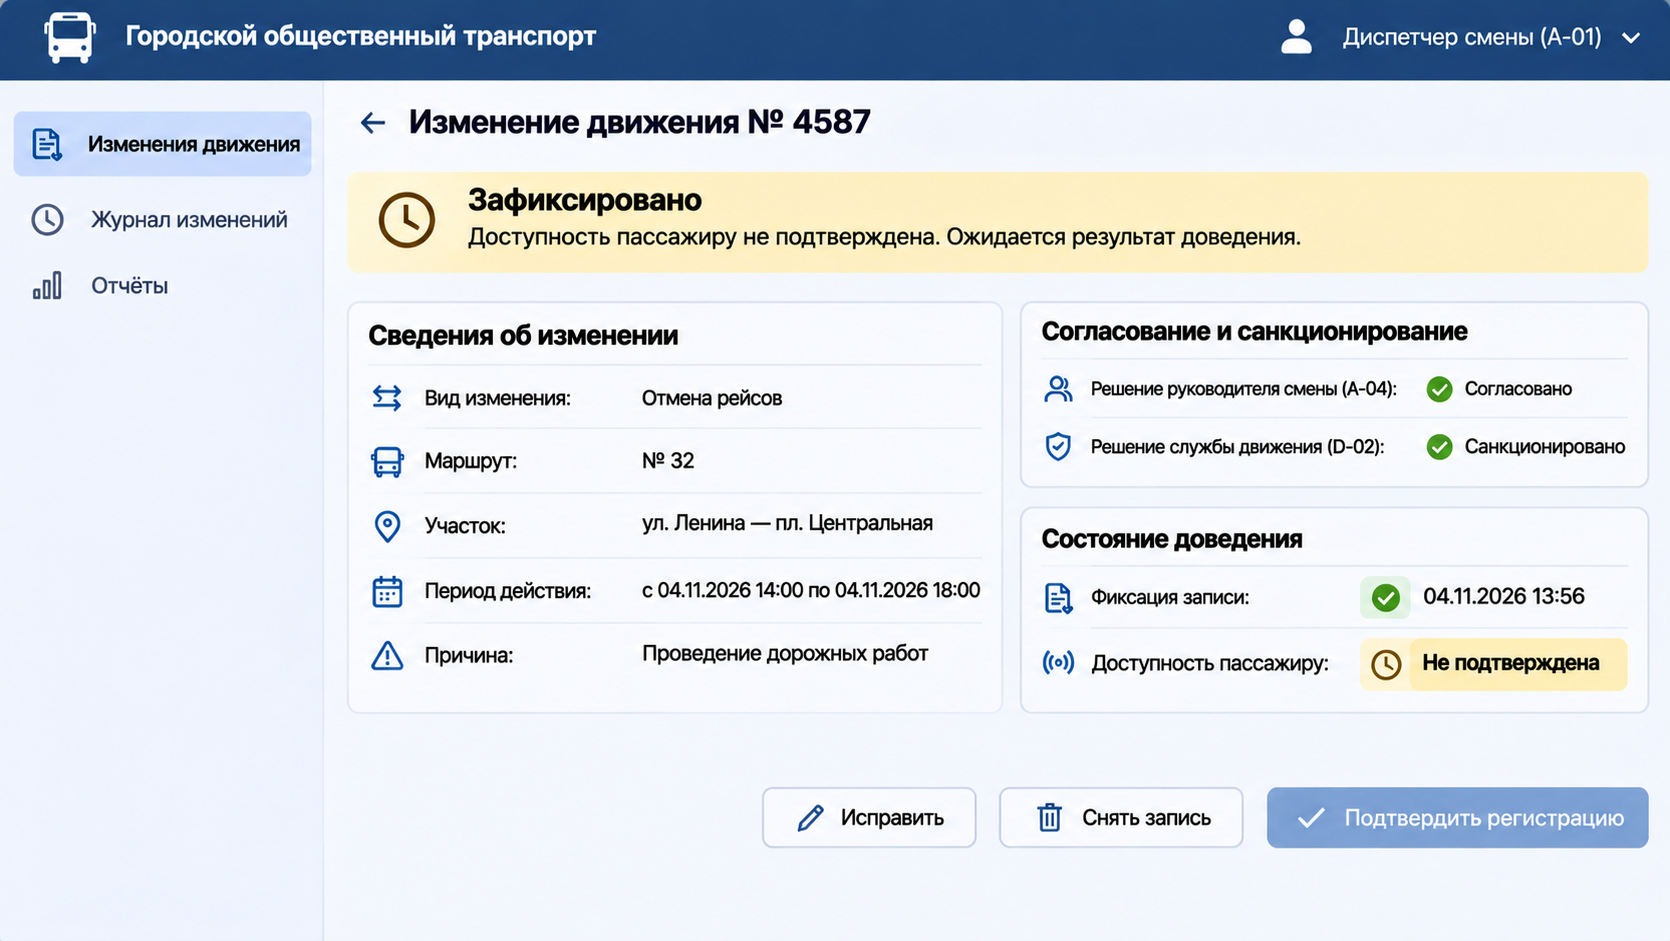 Городской общественный транспорт
Диспетчер смены (А-01)
Изменения движения
Журнал изменений
Отчёты
Изменение движения № 4587
Зафиксировано
Доступность пассажиру не подтверждена. Ожидается результат доведения.
Сведения об изменении
Вид изменения: Отмена рейсов
Маршрут: № 32
Участок: ул. Ленина — пл. Центральная
Период действия: с 04.11.2026 14:00 по 04.11.2026 18:00
Причина: Проведение дорожных работ
Согласование и санкционирование
Решение руководителя смены (А-04): Согласовано
Решение службы движения (D-02): Санкционировано
Состояние доведения
Фиксация записи: 04.11.2026 13:56
Доступность пассажиру: Не подтверждена
Исправить
Снять запись
Подтвердить регистрацию